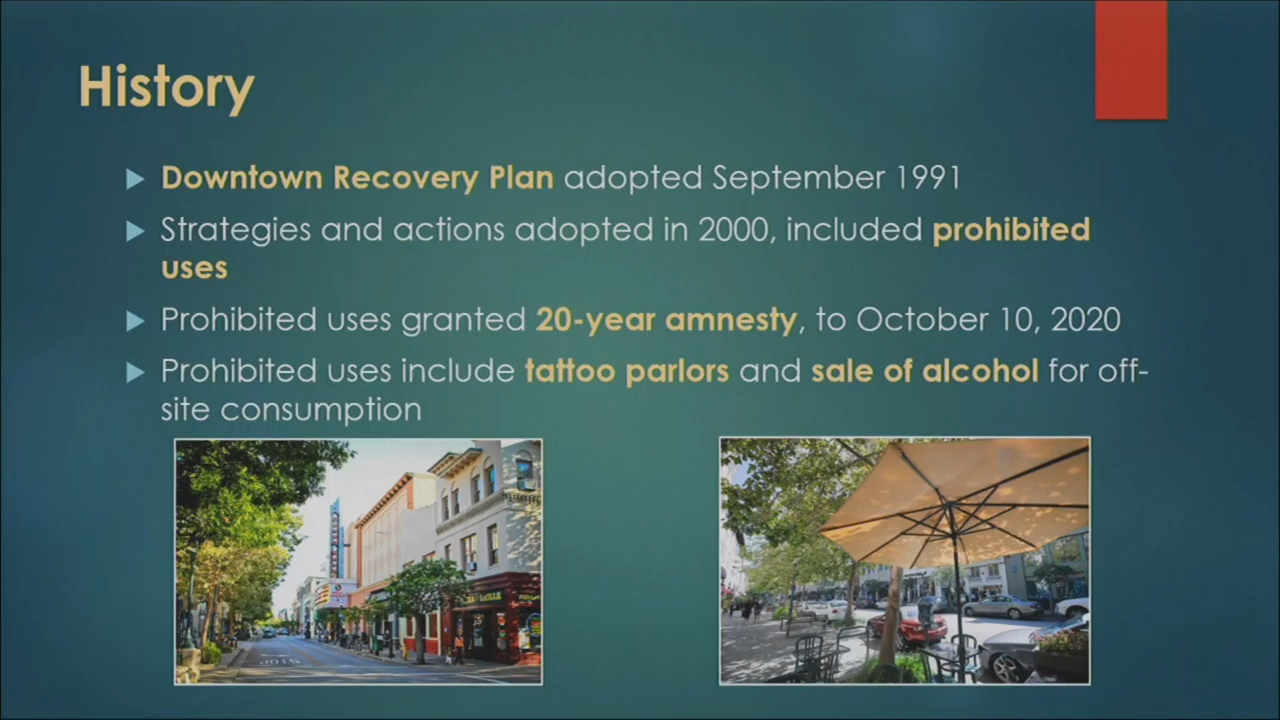 History
Downtown Recovery Plan adopted September 1991
Strategies and actions adopted in 2000, included prohibited
uses
Prohibited uses granted 20-year amnesty, to October 10, 2020
Prohibited uses include tattoo parlors and sale of alcohol for off-
site consumption
STOP